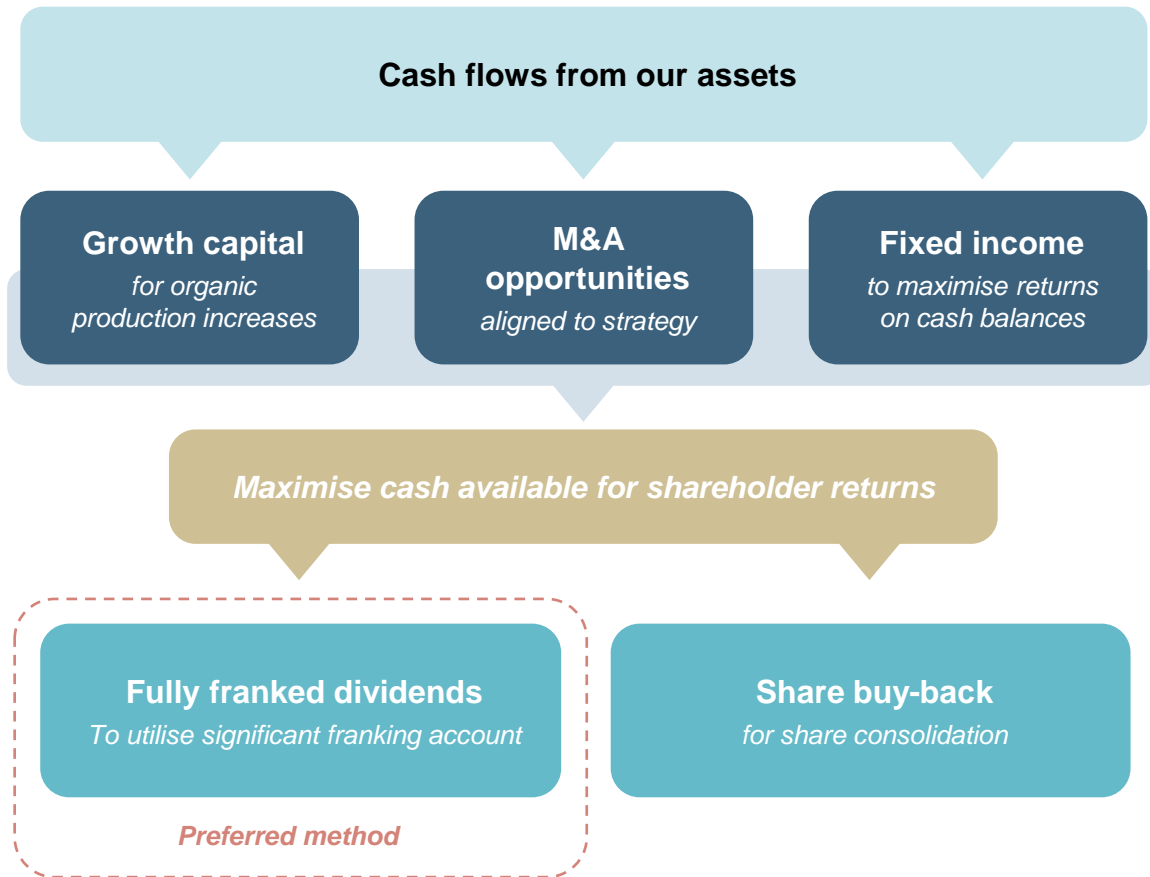 Cash flows from our assets
Growth capital
for organic
production increases
M&A
opportunities
aligned to strategy
Fixed income
to maximise returns
on cash balances
Maximise cash available for shareholder returns
Fully franked dividends
To utilise significant franking account
Preferred method
Share buy-back
for share consolidation